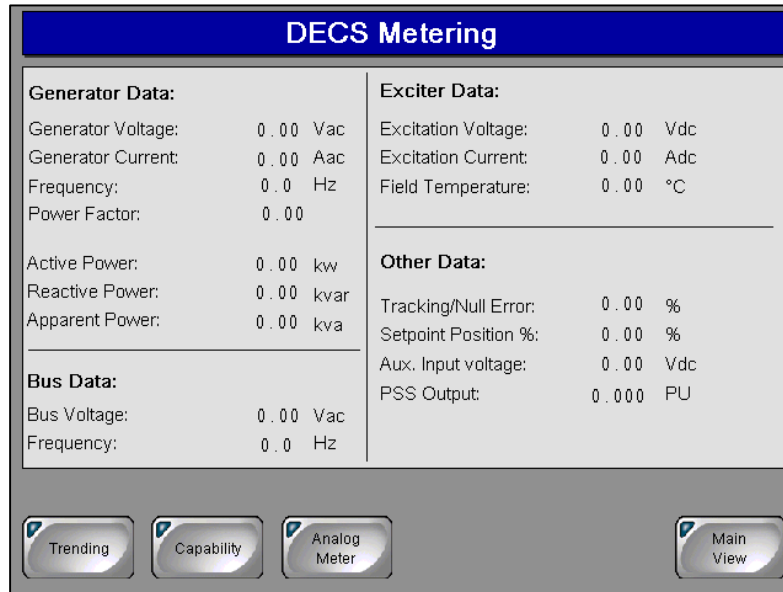 DECS Metering
Generator Data:
Generator Voltage: 0.00 Vac
Generator Current: 0.00 Aac
Frequency: 0.0 Hz
Power Factor: 0.00
Active Power: 0.00 kw
Reactive Power: 0.00 kvar
Apparent Power: 0.00 kva
Bus Data:
Bus Voltage: 0.00 Vac
Frequency: 0.0 Hz
Exciter Data:
Excitation Voltage: 0.00 Vdc
Excitation Current: 0.00 Adc
Field Temperature: 0.00 °C
Other Data:
Tracking/Null Error: 0.00 %
Setpoint Position %: 0.00 %
Aux. Input voltage: 0.00 Vdc
PSS Output: 0.000 PU
Trending
Capability
Analog
Meter
Main
View